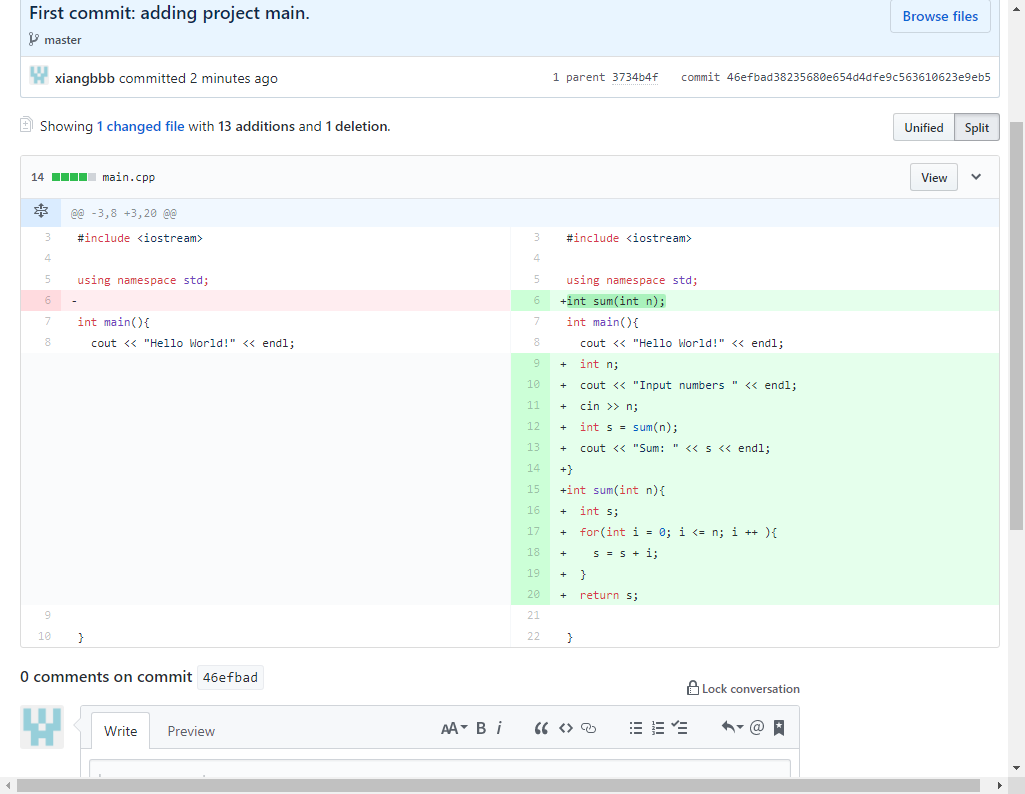 First commit: adding project main.
Browse files
master
xiangbbb committed 2 minutes ago 1 parent 3734b4f commit 46efbad38235680e654d4dfe9c563610623e9eb5
Showing 1 changed file with 13 additions and 1 deletion.
Unified Split
14 main.cpp View
@@ -3,8 +3,20 @@
3 #include <iostream> 3 #include <iostream>
4 4
5 using namespace std; 5 using namespace std;
6 - 6 +int sum(int n);
7 int main(){ 7 int main(){
8 cout << "Hello World!" << endl; 8 cout << "Hello World!" << endl;
9 + int n;
10 + cout << "Input numbers " << endl;
11 + cin >> n;
12 + int s = sum(n);
13 + cout << "Sum: " << s << endl;
14 +}
15 +int sum(int n){
16 + int s;
17 + for(int i = 0; i <= n; i ++ ){
18 + s = s + i;
19 + }
20 + return s;
9 21
10 } 22 }
0 comments on commit 46efbad
Lock conversation
Write Preview AA B i “ <> @